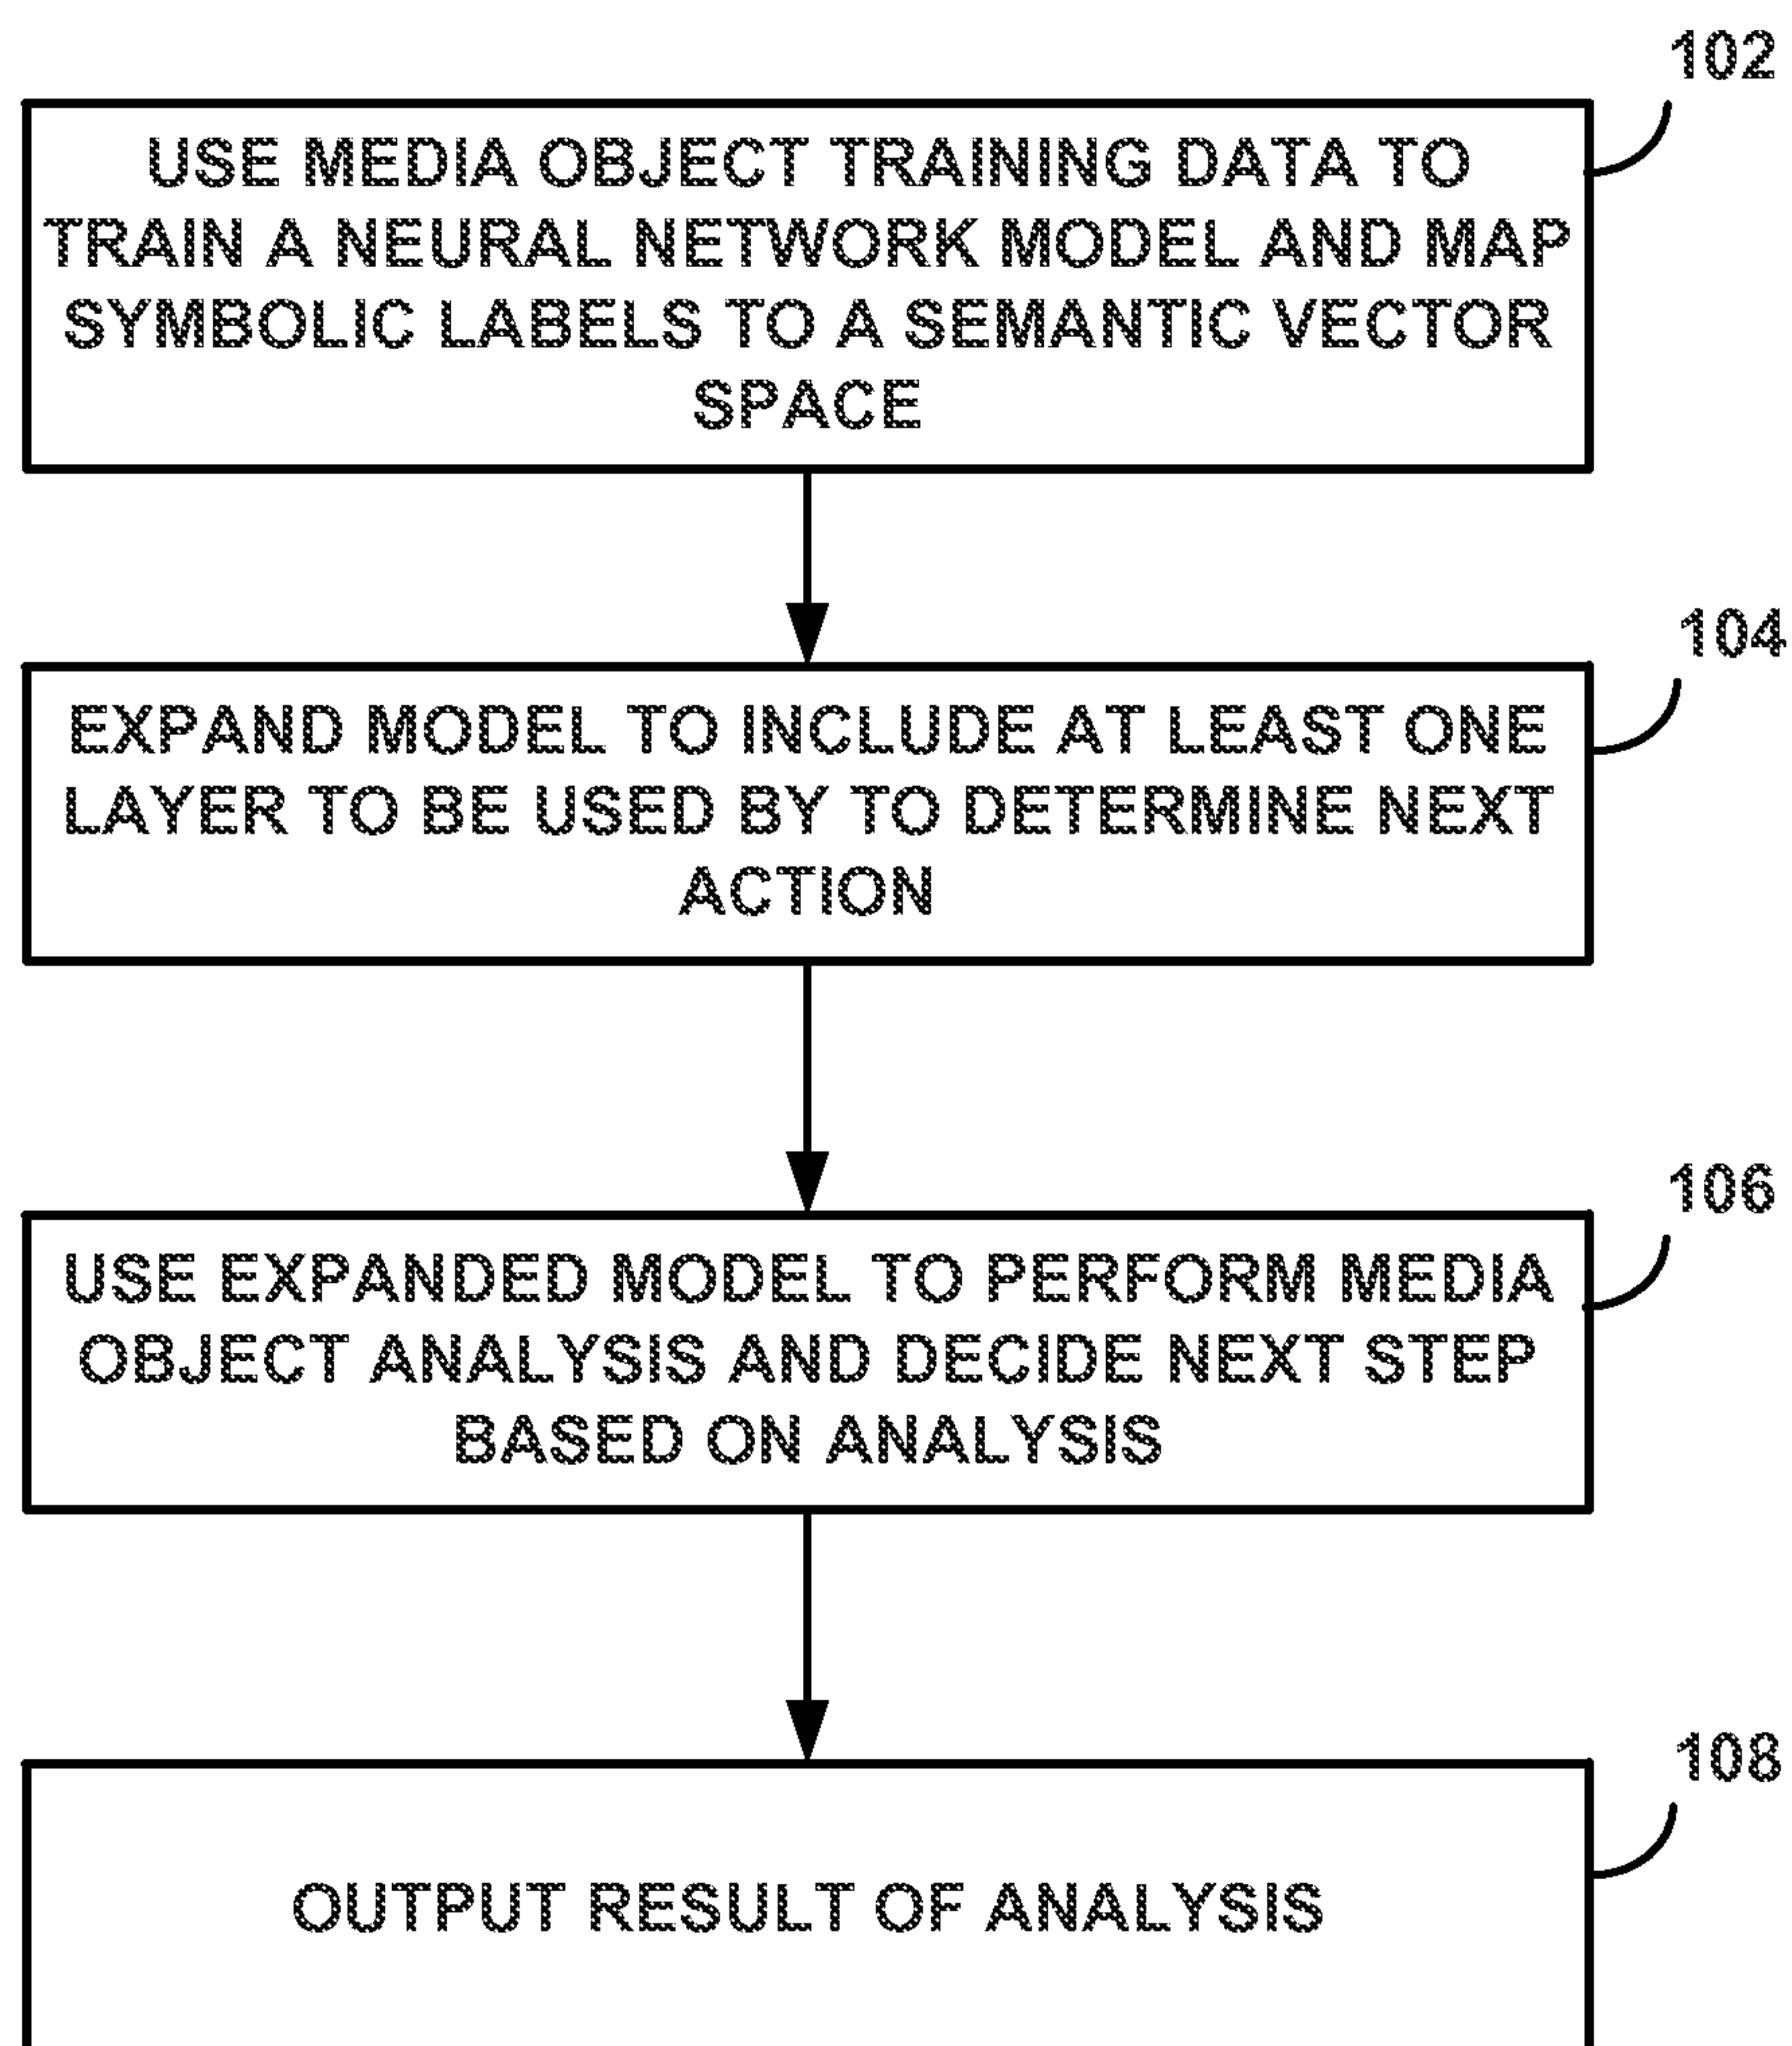 102
USE MEDIA OBJECT TRAINING DATA TO
TRAIN A NEURAL NETWORK MODEL AND MAP
SYMBOLIC LABELS TO A SEMANTIC VECTOR
SPACE
104
EXPAND MODEL TO INCLUDE AT LEAST ONE
LAYER TO BE USED BY TO DETERMINE NEXT
ACTION
106
USE EXPANDED MODEL TO PERFORM MEDIA
OBJECT ANALYSIS AND DECIDE NEXT STEP
BASED ON ANALYSIS
108
OUTPUT RESULT OF ANALYSIS